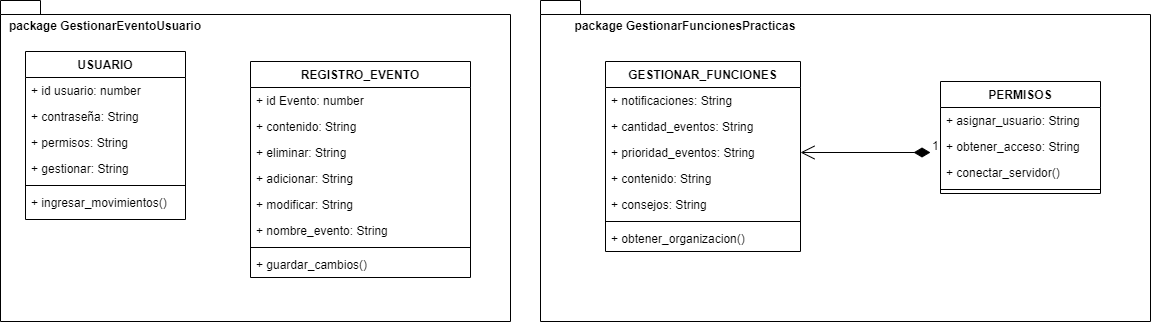 package GestionarEventoUsuario
USUARIO
+ id usuario: number
+ contraseña: String
+ permisos: String
+ gestionar: String
+ ingresar_movimientos()
REGISTRO_EVENTO
+ id Evento: number
+ contenido: String
+ eliminar: String
+ adicionar: String
+ modificar: String
+ nombre_evento: String
+ guardar_cambios()
package GestionarFuncionesPracticas
GESTIONAR_FUNCIONES
+ notificaciones: String
+ cantidad_eventos: String
+ prioridad_eventos: String
+ contenido: String
+ consejos: String
+ obtener_organizacion()
1
PERMISOS
+ asignar_usuario: String
+ obtener_acceso: String
+ conectar_servidor()